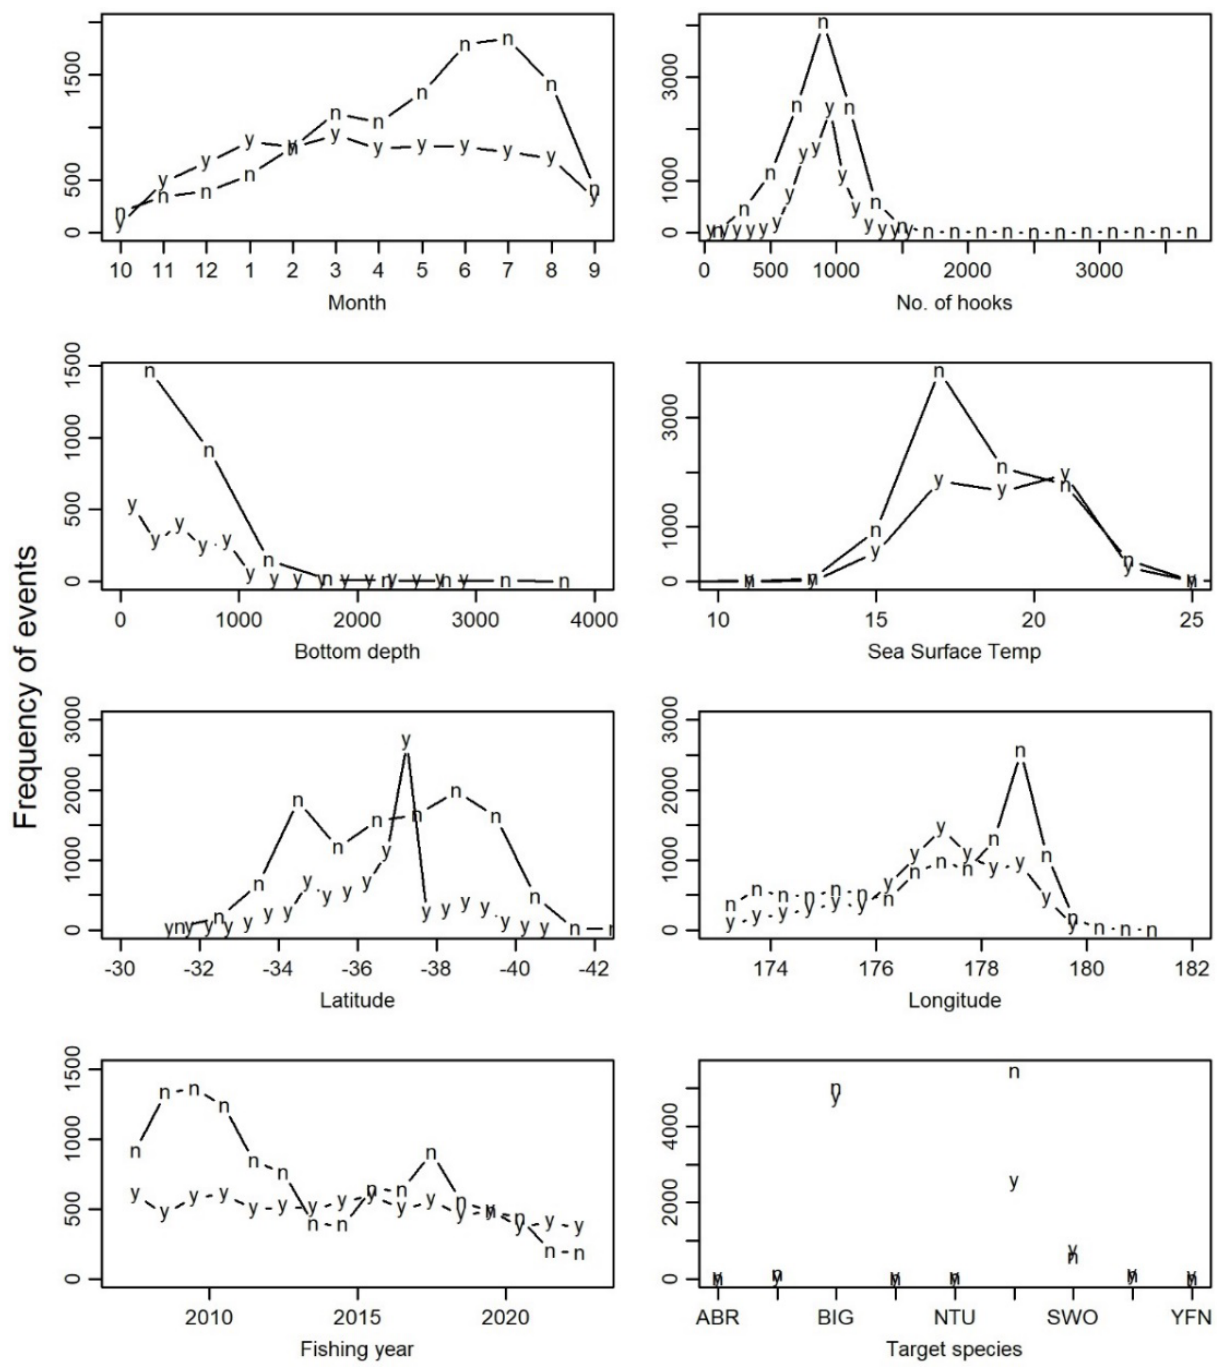 Frequency of events
0 500 1500
10 11 12 1 2 3 4 5 6 7 8 9
Month
0 1000 3000
0 500 1000 2000 3000
No. of hooks
0 500 1000 1500
0 1000 2000 3000 4000
Bottom depth
0 1000 3000
10 15 20 25
Sea Surface Temp
0 1000 2000 3000
-30 -32 -34 -36 -38 -40 -42
Latitude
0 1000 2000 3000
174 176 178 180 182
Longitude
0 500 1000 1500
2010 2015 2020
Fishing year
0 2000 4000
ABR BIG NTU SWO YFN
Target species